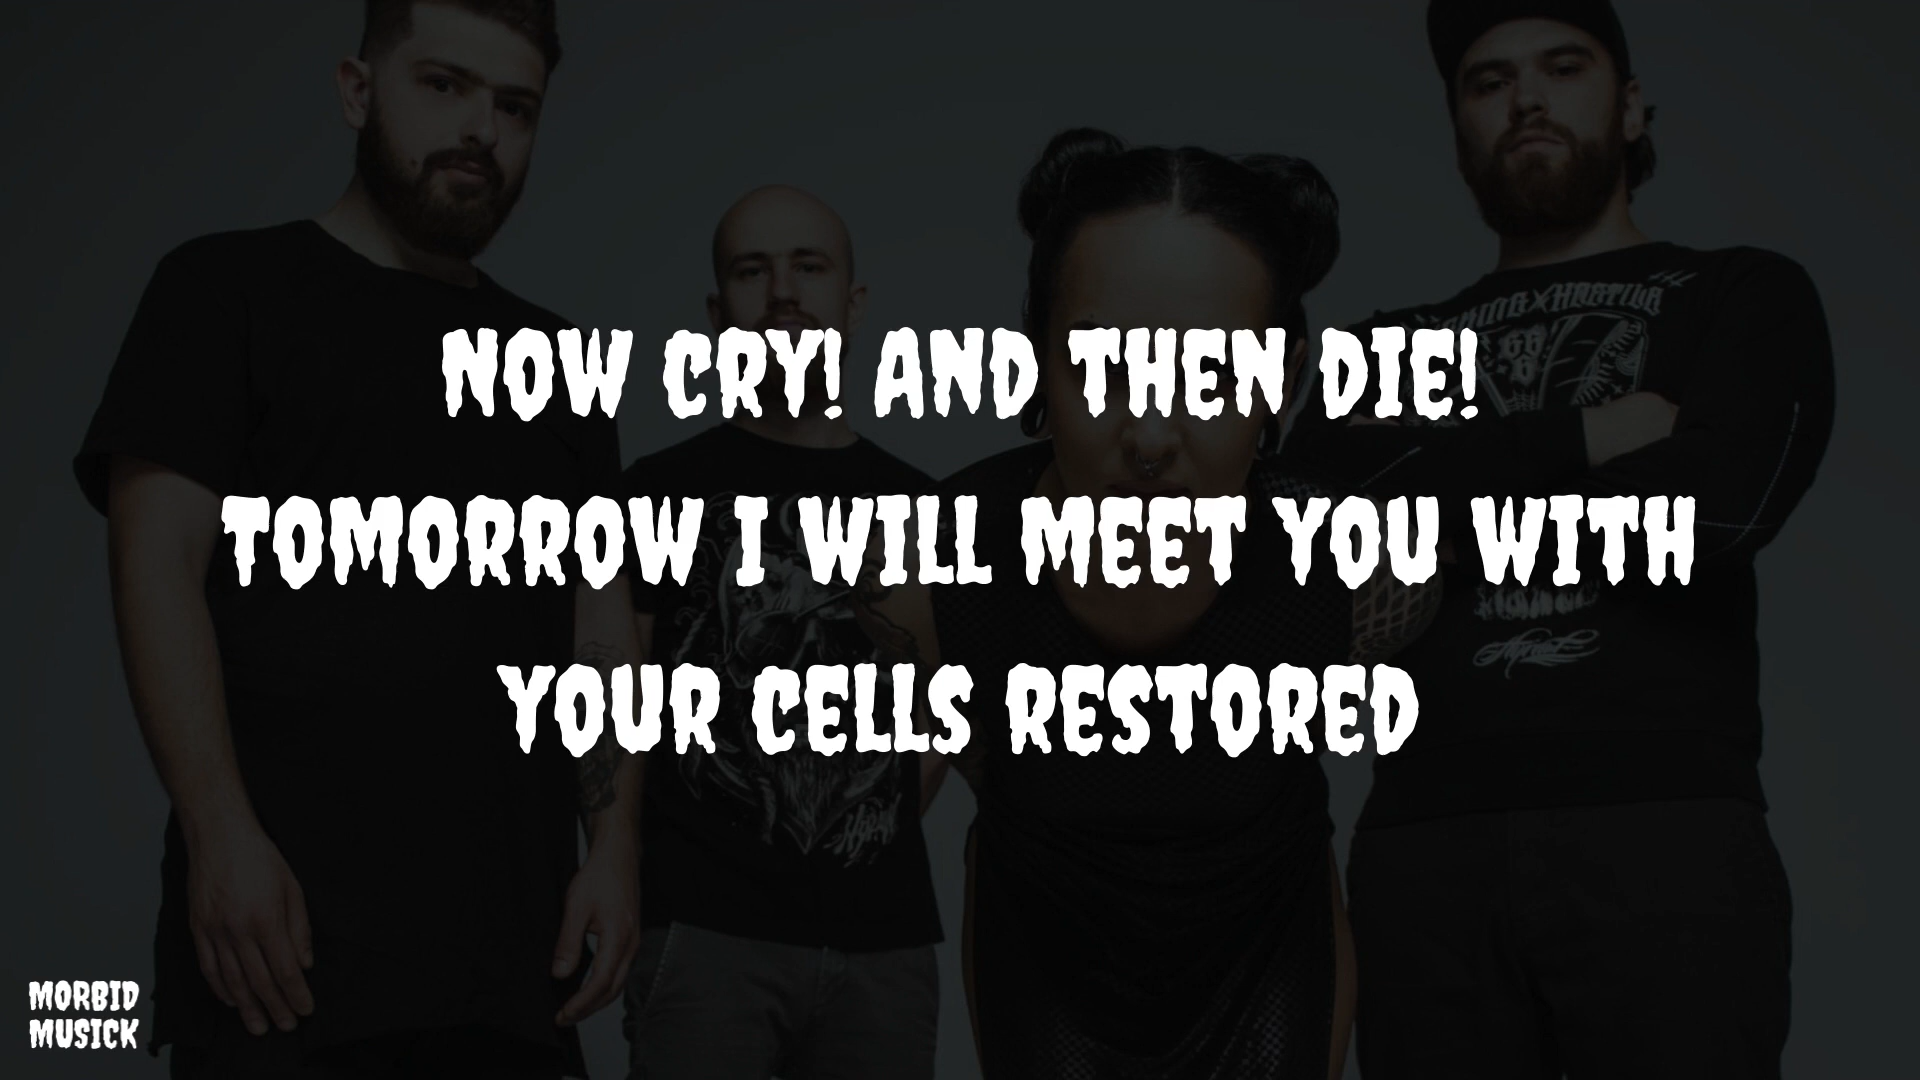 NOW CRY! AND THEN DIE!
TOMORROW I WILL MEET YOU WITH
YOUR CELLS RESTORED
MORBID
MUSICK